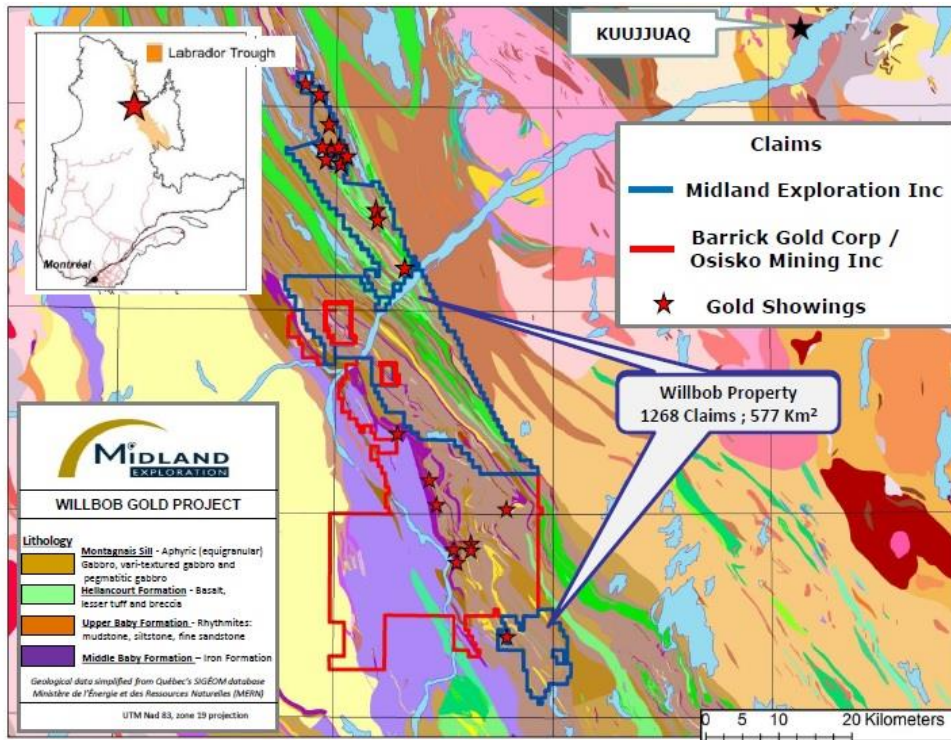 Labrador Trough
Montréal
KUUJJUAQ
Claims
Midland Exploration Inc
Barrick Gold Corp /
Osisko Mining Inc
Gold Showings
Willbob Property
1268 Claims ; 577 Km²
MIDLAND
EXPLORATION
WILLBOB GOLD PROJECT
Lithology
Montagnais Sill - Aphyric (equigranular)
Gabbro, vari-textured gabbro and
pegmatitic gabbro
Hellancourt Formation - Basalt,
lesser tuff and breccia
Upper Baby Formation - Rhythmites:
mudstone, siltstone, fine sandstone
Middle Baby Formation – Iron Formation
Geological data simplified from Québec's SIGÉOM database
Ministère de l'Énergie et des Ressources Naturelles (MERN)
UTM Nad 83, zone 19 projection
0 5 10 20 Kilometers